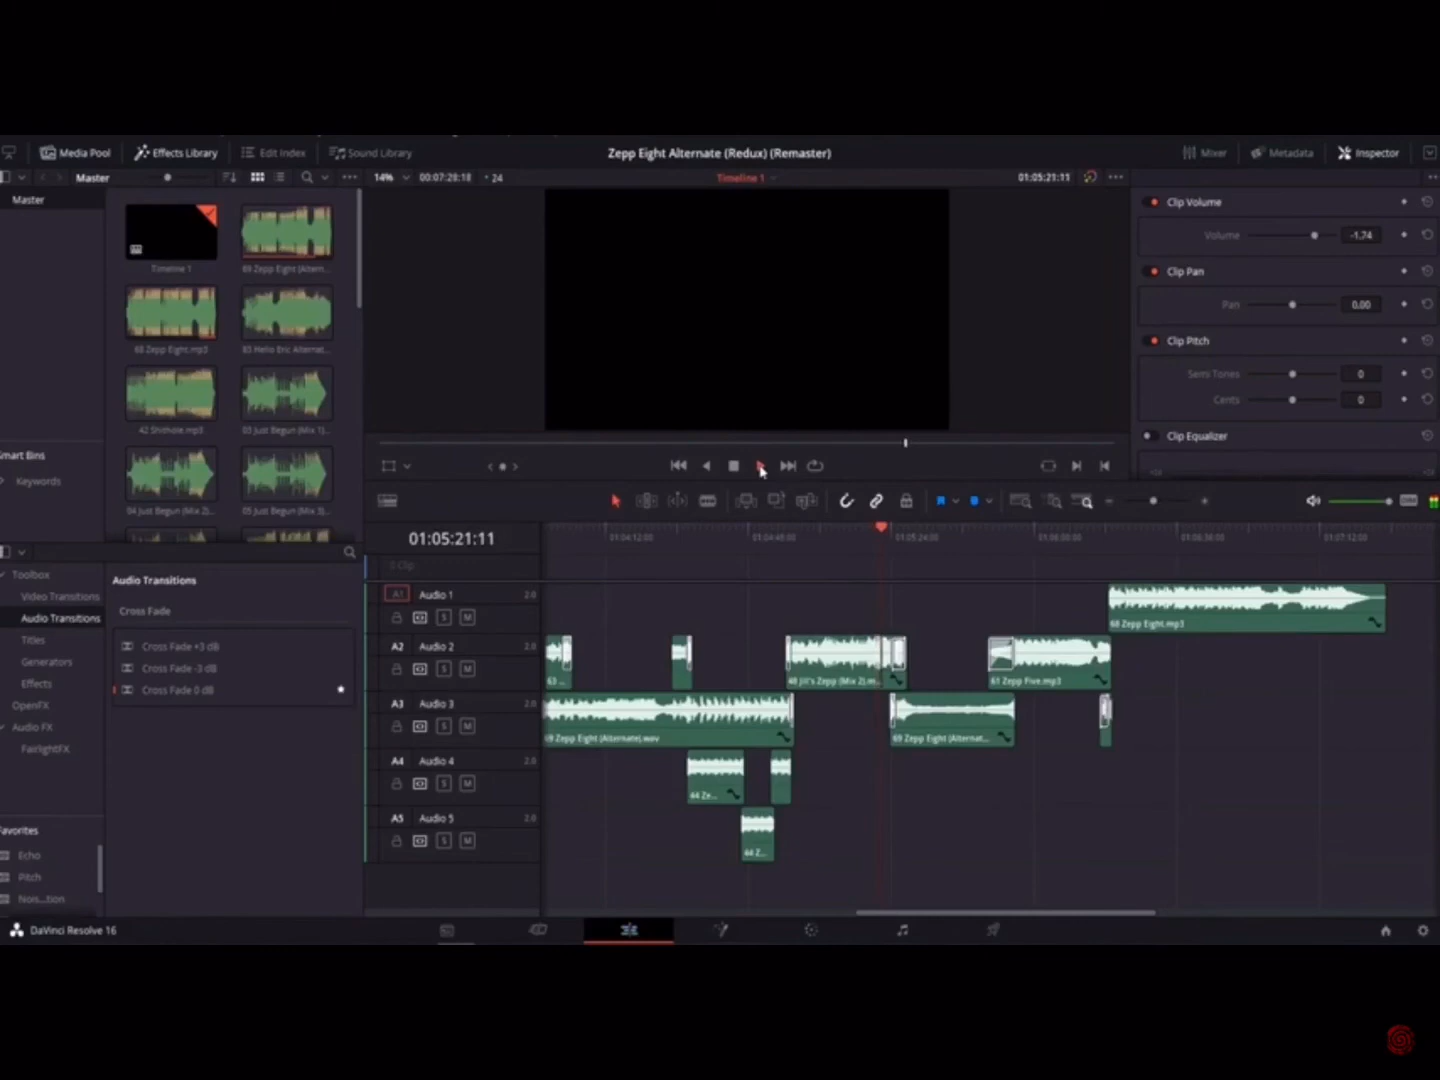 Media Pool Effects Library Edit Index Sound Library Zepp Eight Alternate (Redux) (Remaster) Mixer Metadata Inspector
Master 14% 00:07:28:18 24 Timeline 1 01:05:21:11
Master
Timeline 1 69 Zepp Eight (Altern...
68 Zepp Eight.mp3 83 Hello Eric Alternat...
42 Shithole.mp3 03 Just Begun (Mix 1)...
04 Just Begun (Mix 2)... 05 Just Begun (Mix 3)...
Smart Bins
Keywords
Clip Volume
Volume -1.74
Clip Pan
Pan 0.00
Clip Pitch
Semi Tones 0
Cents 0
Clip Equalizer
01:05:21:11 01:04:12:00 01:04:48:00 01:05:24:00 01:06:00:00 01:06:36:00 01:07:12:00
0 Clip
Toolbox
Video Transitions
Audio Transitions
Titles
Generators
Effects
OpenFX
Audio FX
FairlightFX
Favorites
Echo
Pitch
Nois...tion
Audio Transitions
Cross Fade
Cross Fade +3 dB
Cross Fade -3 dB
Cross Fade 0 dB
A1 Audio 1 2.0
S M
68 Zepp Eight.mp3
A2 Audio 2 2.0
S M
63 ... 48 Jill's Zepp (Mix 2).m... 61 Zepp Five.mp3
A3 Audio 3 2.0
S M
69 Zepp Eight (Alternate).wav 69 Zepp Eight (Alternat...
A4 Audio 4 2.0
S M
44 Ze...
A5 Audio 5 2.0
S M
44 Z...
DaVinci Resolve 16